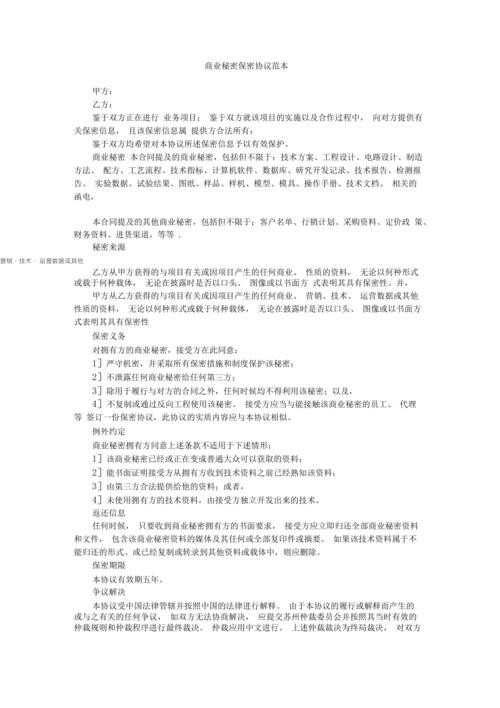 商业秘密保密协议范本
甲方：
乙方：
鉴于双方正在进行 业务项目； 鉴于双方就该项目的实施以及合作过程中， 向对方提供有
关保密信息， 且该保密信息属 提供方合法所有；
鉴于双方均希望对本协议所述保密信息予以有效保护。
商业秘密 本合同提及的商业秘密，包括但不限于：技术方案、工程设计、电路设计、制造
方法、 配方、工艺流程、技术指标、计算机软件、数据库、研究开发记录、技术报告、检测报
告、 实验数据、试验结果、图纸、样品、样机、模型、模具、操作手册、技术文档、 相关的
函电，
本合同提及的其他商业秘密，包括但不限于：客户名单、行销计划、采购资料、定价政 策、
财务资料、进货渠道，等等 .
秘密来源
营销、技术 、 运营数据或其他
乙方从甲方获得的与项目有关或因项目产生的任何商业、 性质的资料， 无论以何种形式
或载于何种载体， 无论在披露时是否以口头、 图像或以书面方 式表明其具有保密性。并，
甲方从乙方获得的与项目有关或因项目产生的任何商业、 营销、技术、 运营数据或其他
性质的资料，无论以何种形式或载于何种载体， 无论在披露时是否以口头、 图像或以书面方
式表明其具有保密性
保密义务
对拥有方的商业秘密，接受方在此同意：
1］严守机密，并采取所有保密措施和制度保护该秘密；
2］不泄露任何商业秘密给任何第三方；
3］除用于履行与对方的合同之外，任何时候均不得利用该秘密；以及，
4］不复制或通过反向工程使用该秘密、 接受方应当与能接触该商业秘密的员工、 代理
等 签订一份保密协议，此协议的实质内容应与本协议相似。
例外约定
商业秘密拥有方同意上述条款不适用于下述情形：
1］该商业秘密已经或正在变成普通大众可以获取的资料；
2］能书面证明接受方从拥有方收到技术资料之前已经熟知该资料；
3］由第三方合法提供给他的资料；或者，
4］未使用拥有方的技术资料，由接受方独立开发出来的技术。
返还信息
任何时候， 只要收到商业秘密拥有方的书面要求， 接受方应立即归还全部商业秘密资料
和文件， 包含该商业秘密资料的媒体及其任何或全部复印件或摘要。 如果该技术资料属于不
能归还的形式、或已经复制或转录到其他资料或载体中，则应删除。
保密期限
本协议有效期五年。
争议解决
本协议受中国法律管辖并按照中国的法律进行解释。 由于本协议的履行或解释而产生的
或与之有关的任何争议， 如双方无法协商解决， 应提交苏州仲裁委员会并按照其当时有效的
仲裁规则和仲裁程序进行最终裁决。 仲裁应用中文进行。 上述仲裁裁决为终局裁决， 对双方